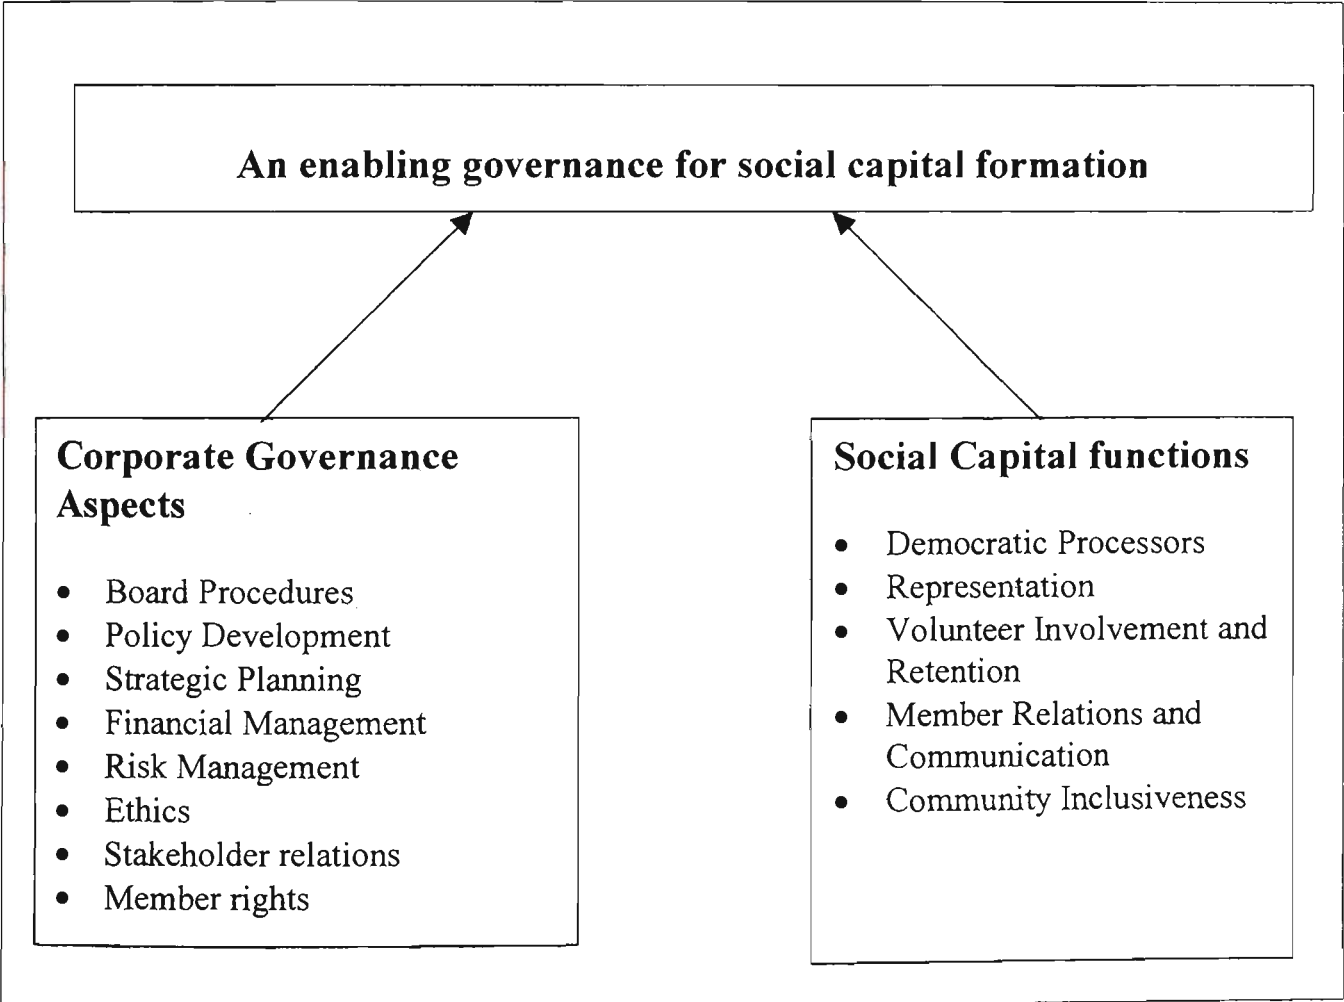 An enabling governance for social capital formation
Corporate Governance
Aspects
• Board Procedures
• Policy Development
• Strategic Planning
• Financial Management
• Risk Management
• Ethics
• Stakeholder relations
• Member rights
Social Capital functions
• Democratic Processors
• Representation
• Volunteer Involvement and
Retention
• Member Relations and
Communication
• Community Inclusiveness